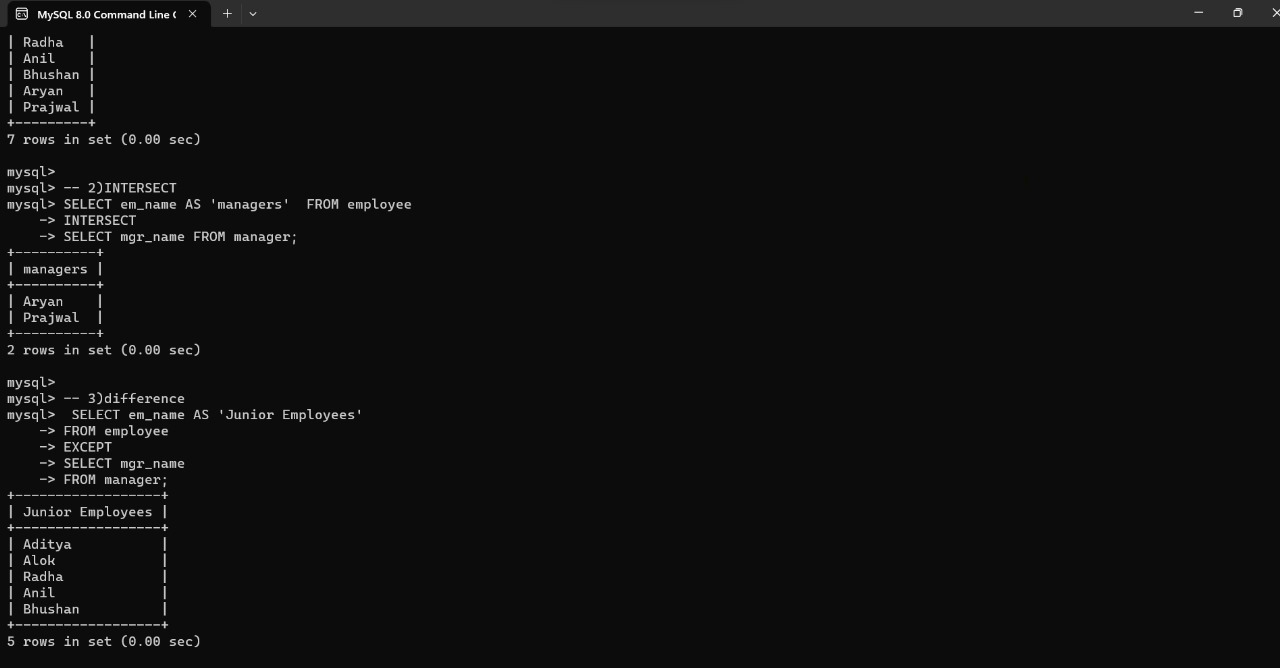 MySQL 8.0 Command Line C
| Radha   |
| Anil    |
| Bhushan |
| Aryan   |
| Prajwal |
+---------+
7 rows in set (0.00 sec)
mysql>
mysql> -- 2)INTERSECT
mysql> SELECT em_name AS 'managers'  FROM employee
    -> INTERSECT
    -> SELECT mgr_name FROM manager;
+----------+
| managers |
+----------+
| Aryan    |
| Prajwal  |
+----------+
2 rows in set (0.00 sec)
mysql>
mysql> -- 3)difference
mysql>  SELECT em_name AS 'Junior Employees'
    -> FROM employee
    -> EXCEPT
    -> SELECT mgr_name
    -> FROM manager;
+------------------+
| Junior Employees |
+------------------+
| Aditya           |
| Alok             |
| Radha            |
| Anil             |
| Bhushan          |
+------------------+
5 rows in set (0.00 sec)